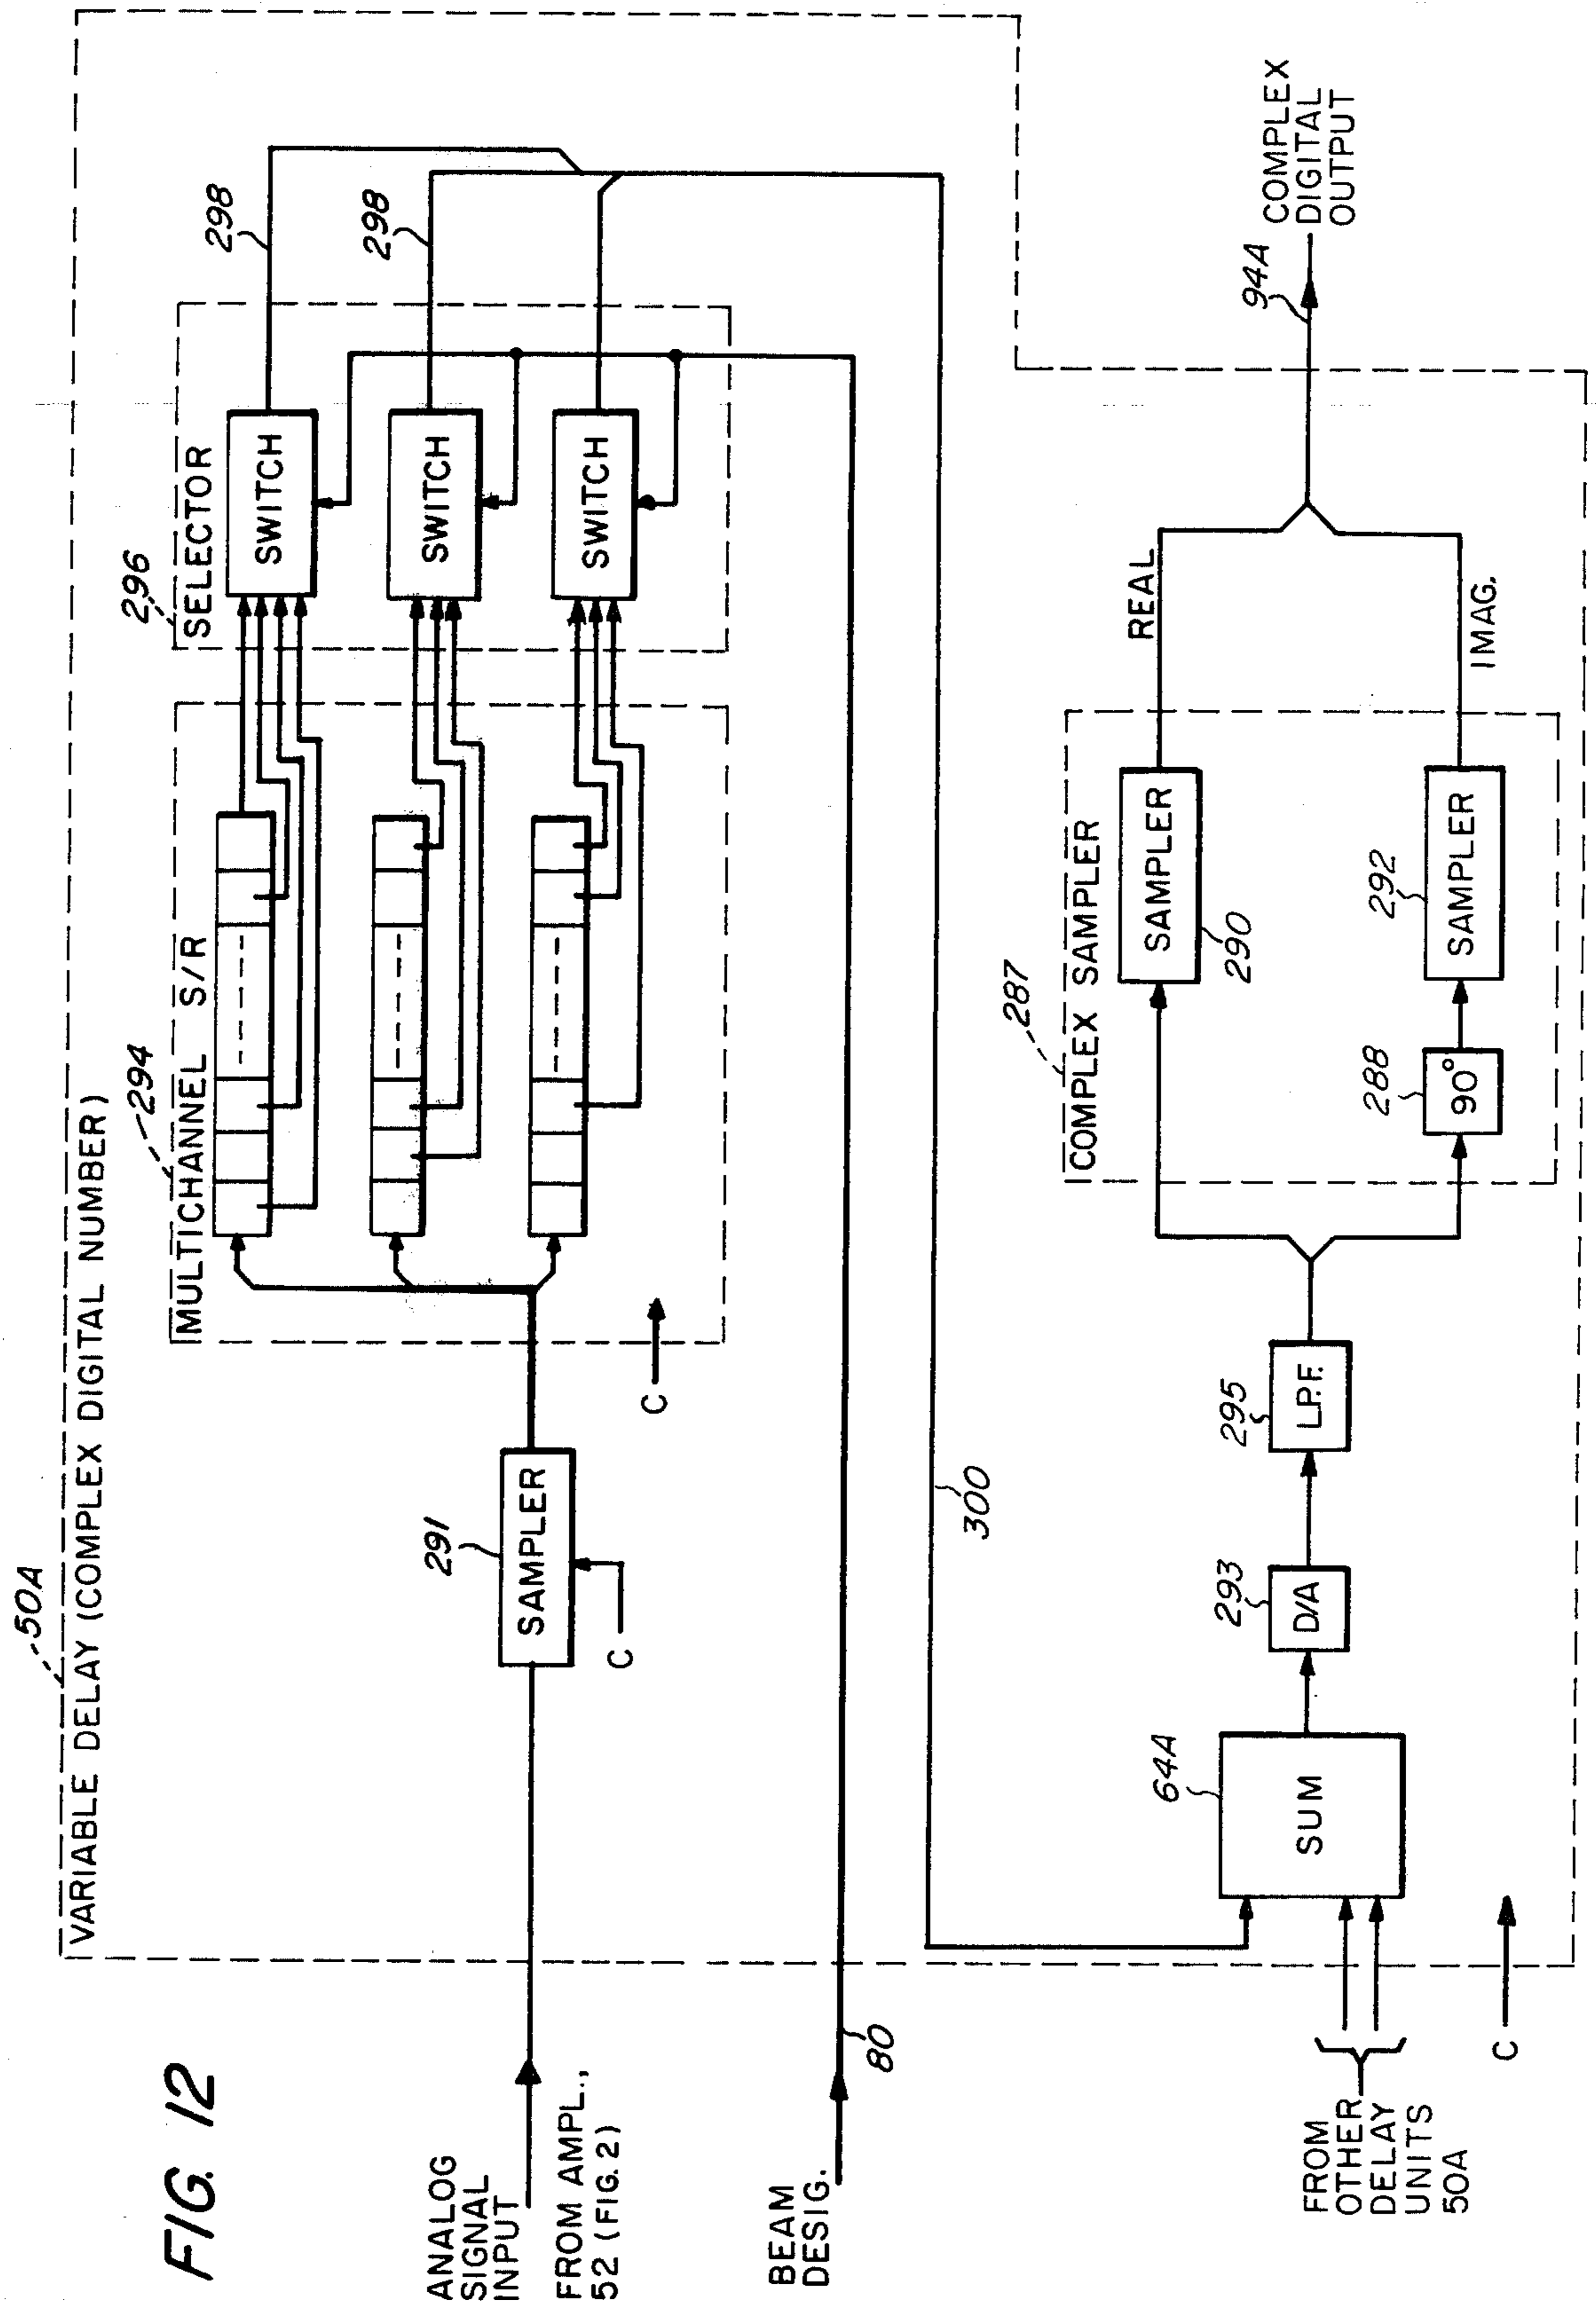 FIG. 12
50A
VARIABLE DELAY (COMPLEX DIGITAL NUMBER)
294
MULTICHANNEL S/R
296
SELECTOR
SWITCH
298
SWITCH
298
SWITCH
ANALOG
SIGNAL
INPUT
FROM AMPL.,
52 (FIG. 2)
291
SAMPLER
C
C
BEAM
DESIG.
80
300
FROM
OTHER
DELAY
UNITS
50A
C
64A
SUM
293
D/A
295
L.P.F.
287
COMPLEX SAMPLER
SAMPLER
290
288
90°
292
SAMPLER
REAL
IMAG.
94A
COMPLEX
DIGITAL
OUTPUT